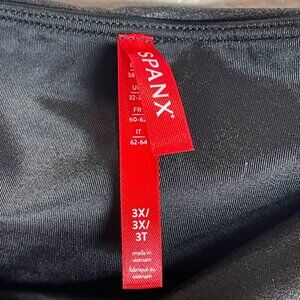 SPANX®
FR
60-62
IT
62-64
3X/
3X/
3T
made in
vietnam
fabriqué au
vietnam